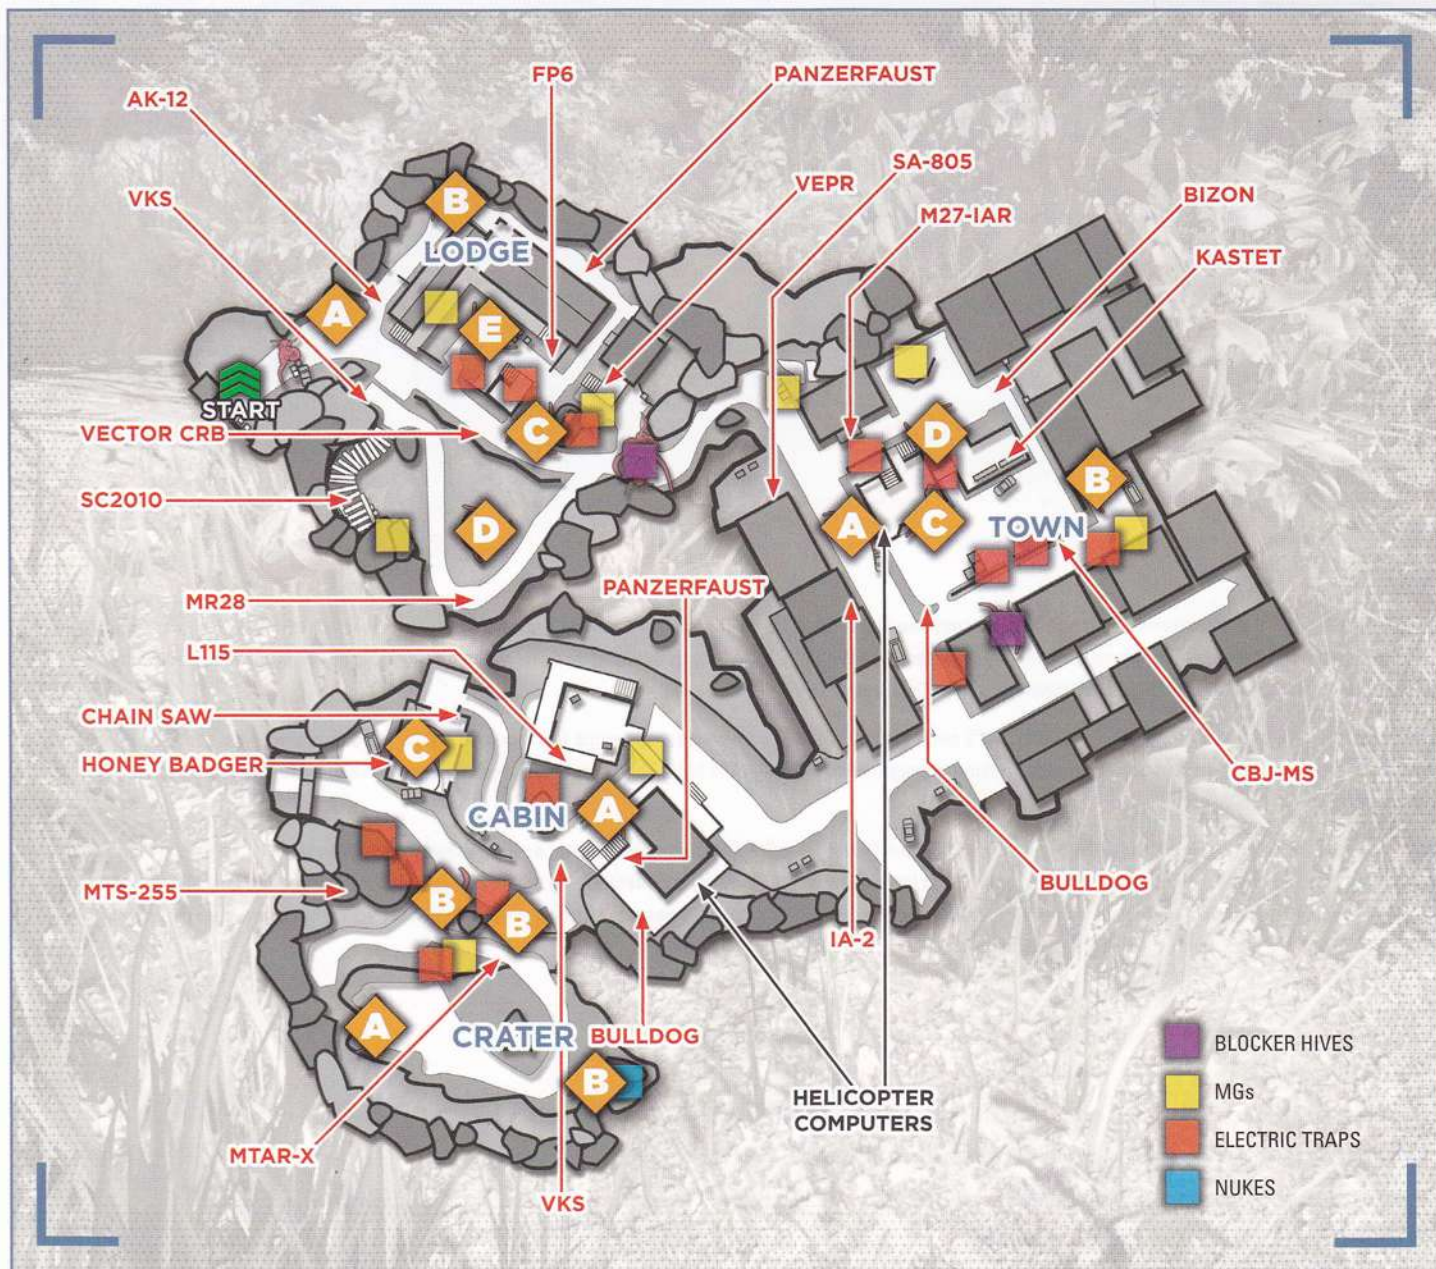 FP6
PANZERFAUST
AK-12
SA-805
VEPR
VKS
BIZON
B
M27-IAR
LODGE
KASTET
A
E
START
VECTOR CRB
C
D
B
SC2010
D
A
C
TOWN
PANZERFAUST
MR28
L115
CHAIN SAW
C
HONEY BADGER
CBJ-MS
CABIN
A
MTS-255
BULLDOG
B
B
IA-2
A
CRATER
BULLDOG
BLOCKER HIVES
B
MGs
HELICOPTER
COMPUTERS
ELECTRIC TRAPS
MTAR-X
NUKES
VKS